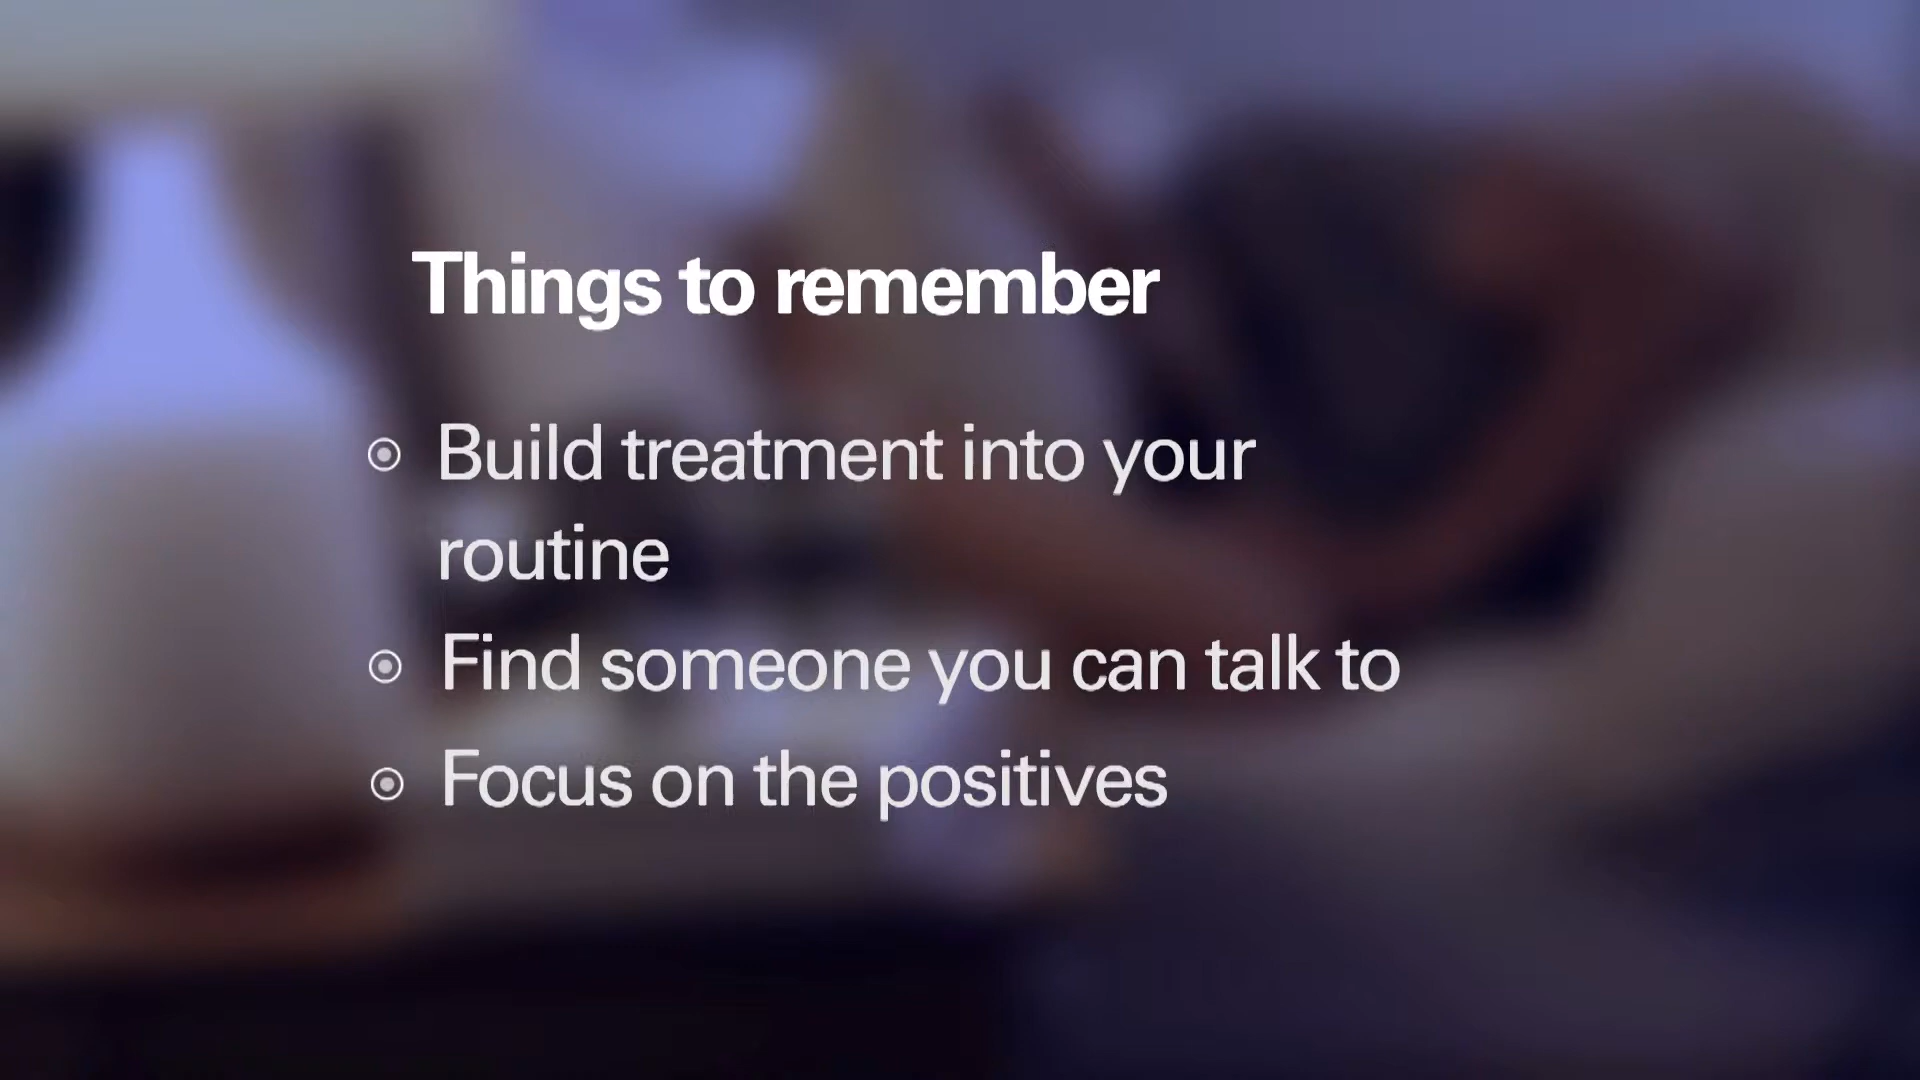 Things to remember
Build treatment into your
routine
Find someone you can talk to
Focus on the positives